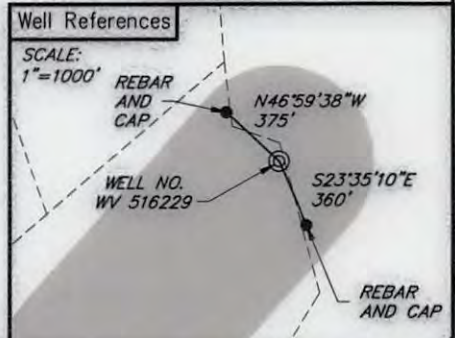 Well References
SCALE:
1"=1000'
REBAR
AND
CAP
N46°59'38"W
375'
WELL NO.
WV 516229
S23°35'10"E
360'
REBAR
AND CAP